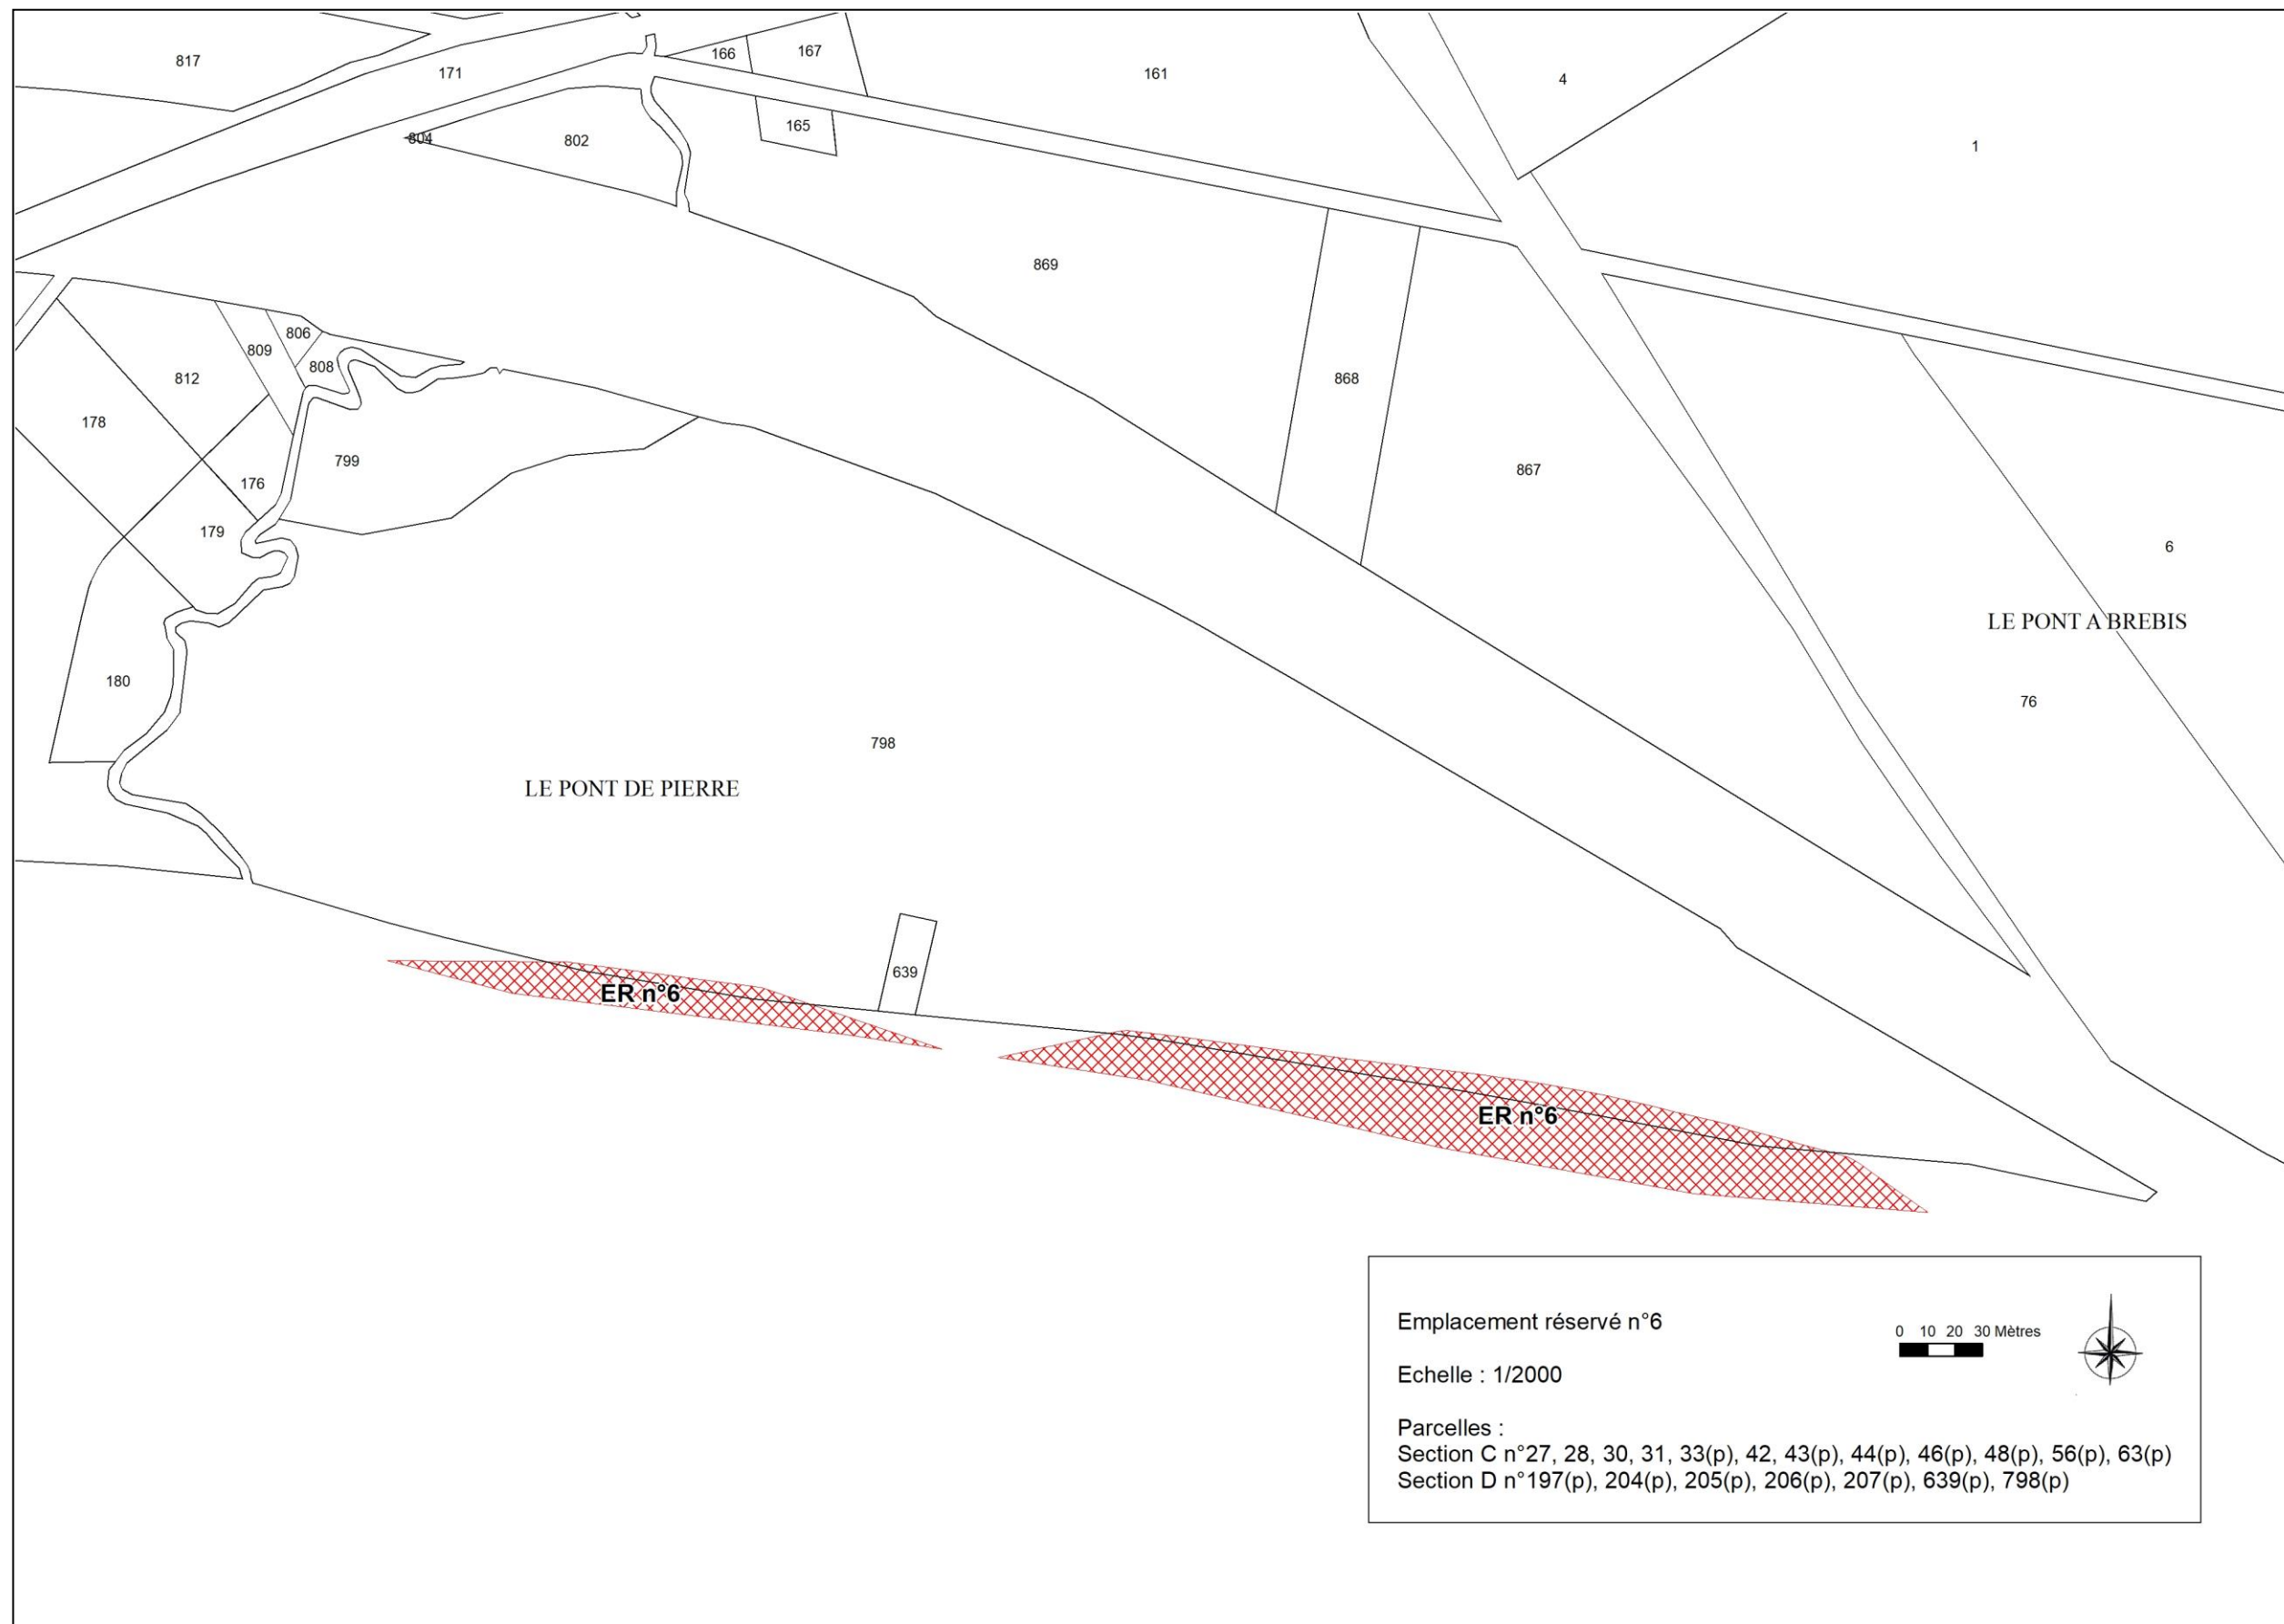 817
171
166
167
161
4
804
802
165
1
869
806
809
808
812
868
178
867
799
176
179
6
LE PONT A BREBIS
180
76
798
LE PONT DE PIERRE
639
ER n°6
ER n°6
Emplacement réservé n°6
0 10 20 30 Mètres
Echelle : 1/2000
Parcelles :
Section C n°27, 28, 30, 31, 33(p), 42, 43(p), 44(p), 46(p), 48(p), 56(p), 63(p)
Section D n°197(p), 204(p), 205(p), 206(p), 207(p), 639(p), 798(p)